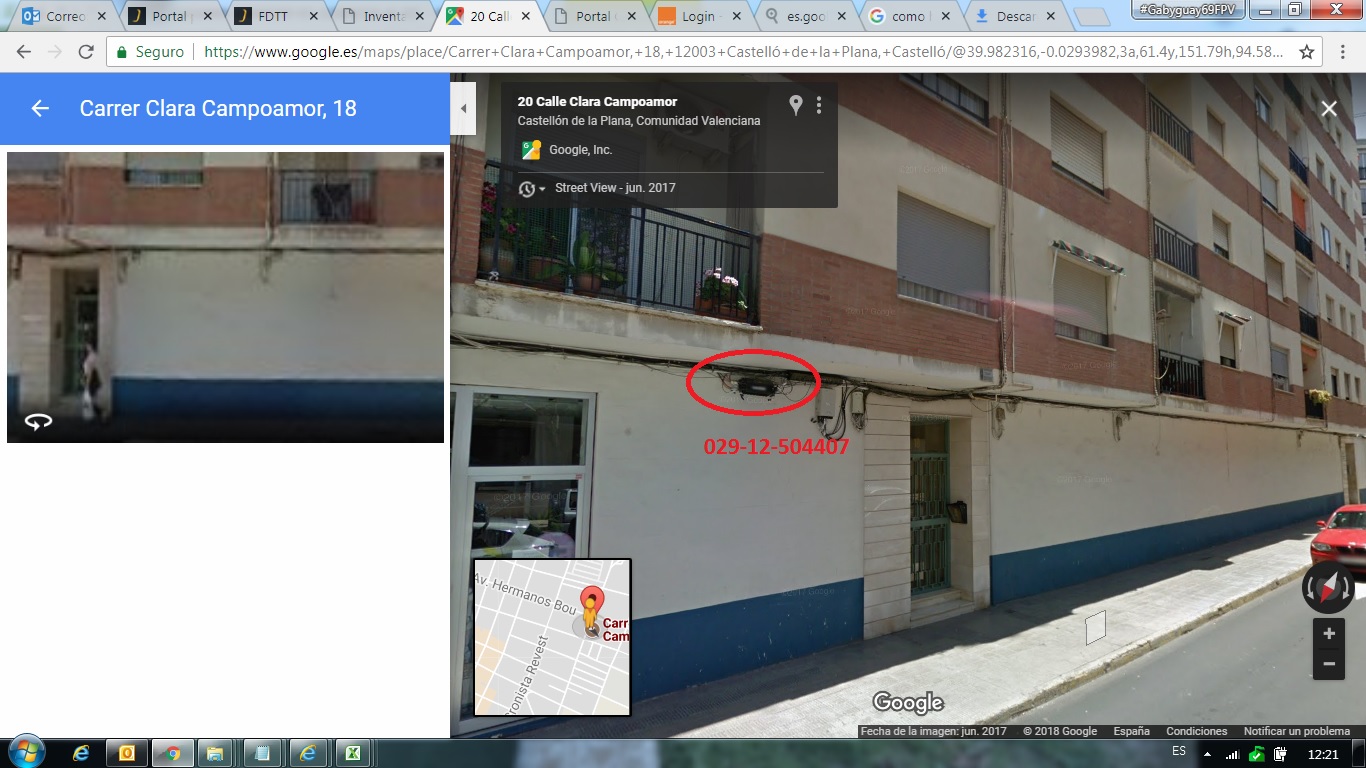 Correo
Portal
FDTT
Inventa
20 Call
Portal
Login -
es.goo
como
Descar
#Gabyguay69FPV
Seguro
https://www.google.es/maps/place/Carrer+Clara+Campoamor,+18,+12003+Castelló+de+la+Plana,+Castelló/@39.982316,-0.0293982,3a,61.4y,151.79h,94.58...
Carrer Clara Campoamor, 18
20 Calle Clara Campoamor
Castellón de la Plana, Comunidad Valenciana
Google, Inc.
Street View - jun. 2017
029-12-504407
Av. Hermanos Bou
Carr
Cam
Cronista Revest
Google
Fecha de la imagen: jun. 2017 © 2018 Google España Condiciones Notificar un problema
ES
12:21